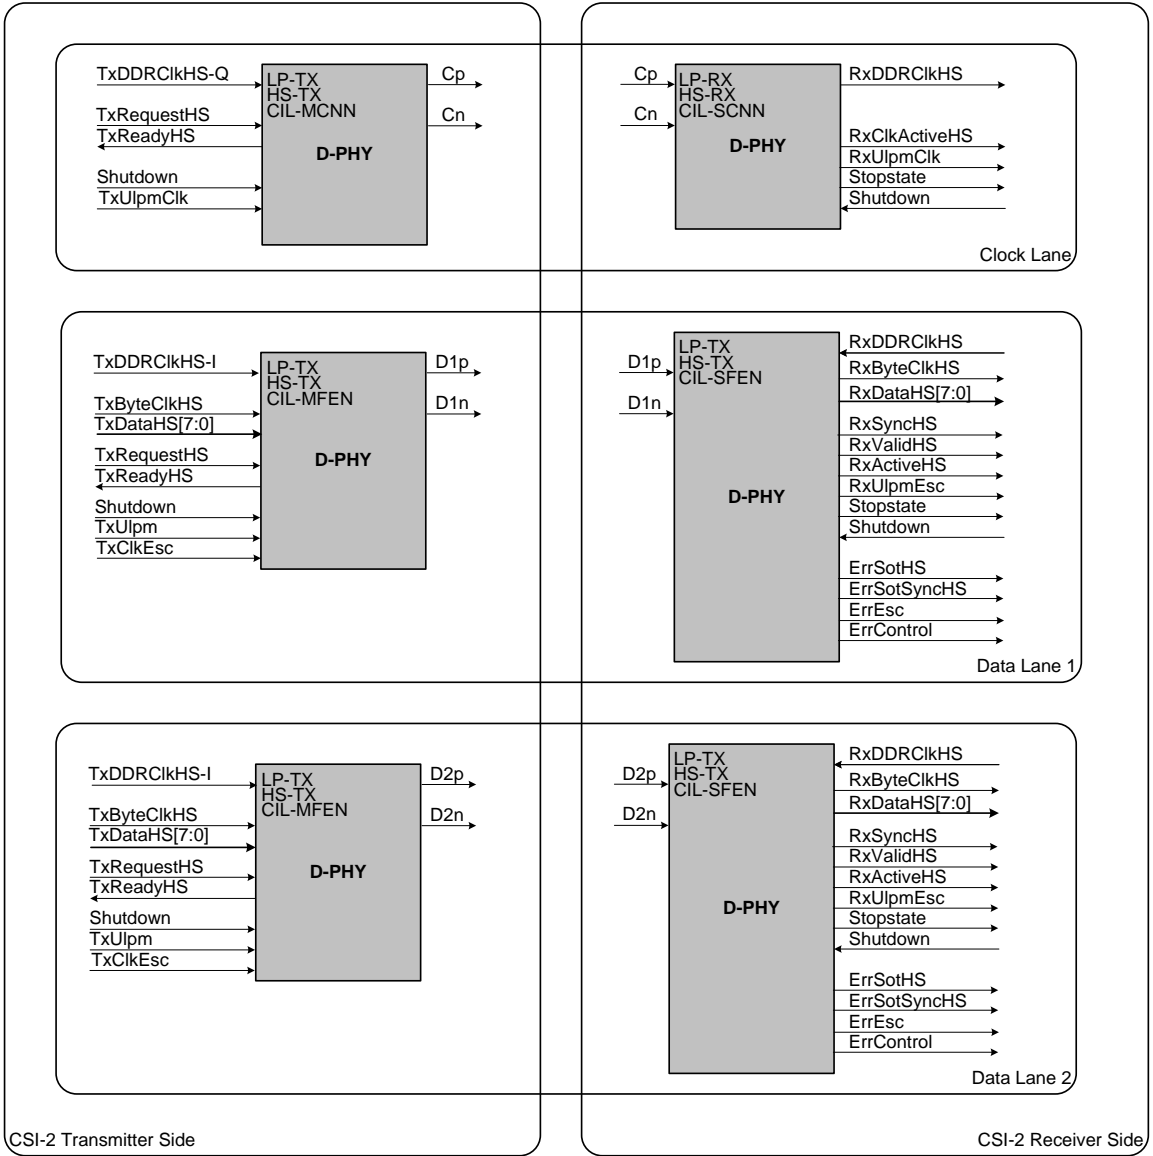 TxDDRClkHS-Q
TxRequestHS
TxReadyHS
Shutdown
TxUlpmClk
LP-TX
HS-TX
CIL-MCNN
D-PHY
Cp
Cn
Cp
Cn
LP-RX
HS-RX
CIL-SCNN
D-PHY
RxDDRClkHS
RxClkActiveHS
RxUlpmClk
Stopstate
Shutdown
Clock Lane
TxDDRClkHS-I
TxByteClkHS
TxDataHS[7:0]
TxRequestHS
TxReadyHS
Shutdown
TxUlpm
TxClkEsc
LP-TX
HS-TX
CIL-MFEN
D-PHY
D1p
D1n
D1p
D1n
LP-TX
HS-TX
CIL-SFEN
D-PHY
RxDDRClkHS
RxByteClkHS
RxDataHS[7:0]
RxSyncHS
RxValidHS
RxActiveHS
RxUlpmEsc
Stopstate
Shutdown
ErrSotHS
ErrSotSyncHS
ErrEsc
ErrControl
Data Lane 1
TxDDRClkHS-I
TxByteClkHS
TxDataHS[7:0]
TxRequestHS
TxReadyHS
Shutdown
TxUlpm
TxClkEsc
LP-TX
HS-TX
CIL-MFEN
D-PHY
D2p
D2n
D2p
D2n
LP-TX
HS-TX
CIL-SFEN
D-PHY
RxDDRClkHS
RxByteClkHS
RxDataHS[7:0]
RxSyncHS
RxValidHS
RxActiveHS
RxUlpmEsc
Stopstate
Shutdown
ErrSotHS
ErrSotSyncHS
ErrEsc
ErrControl
Data Lane 2
CSI-2 Transmitter Side
CSI-2 Receiver Side